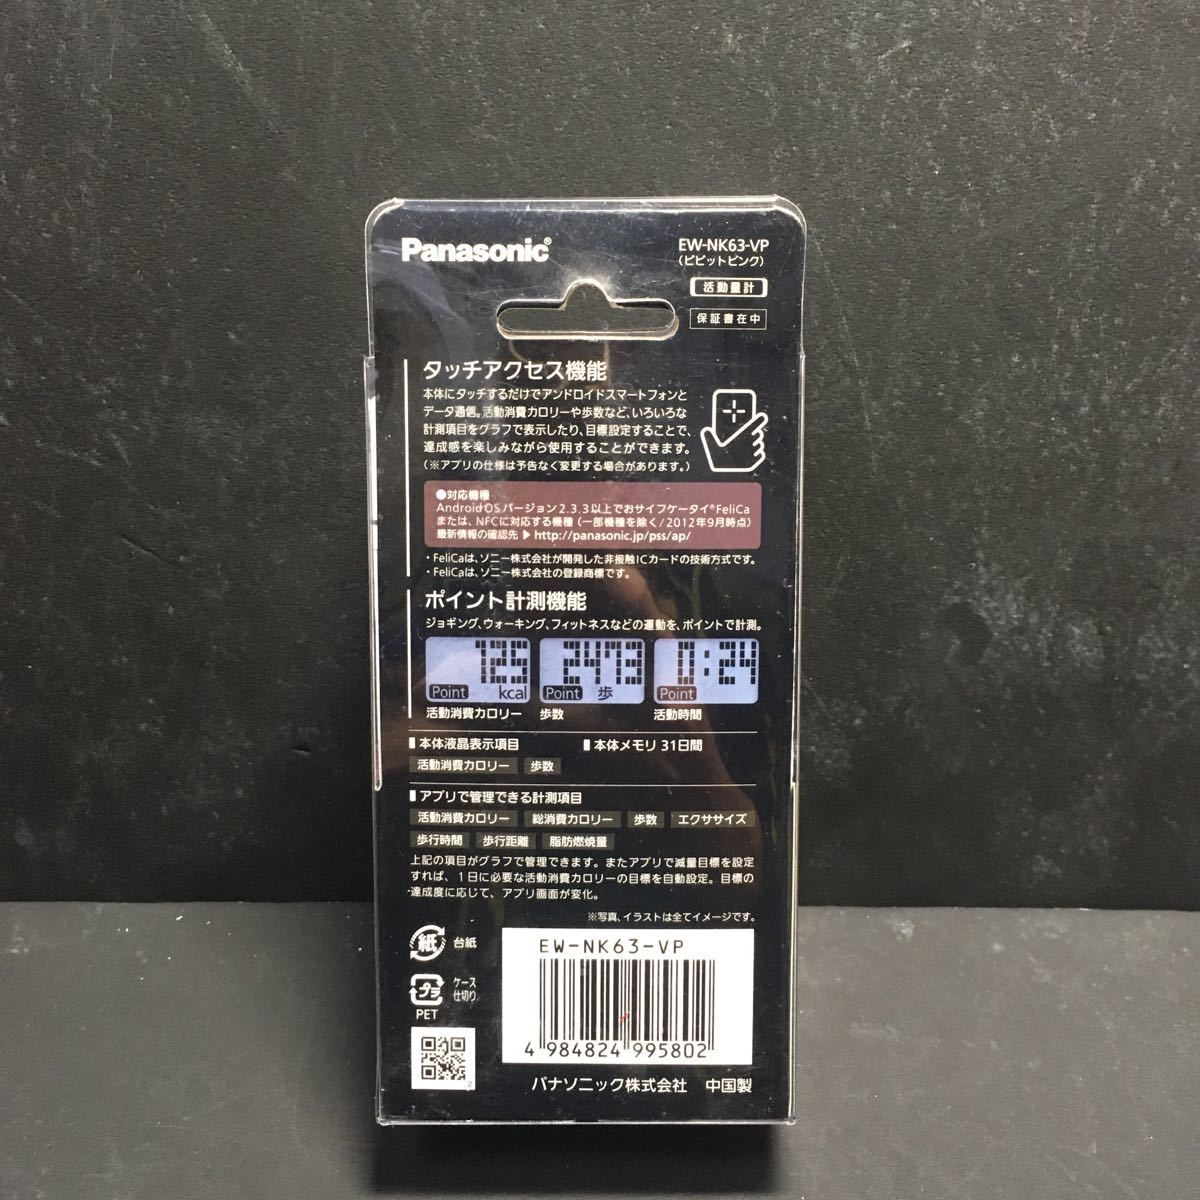 Panasonic®
EW-NK63-VP
(ビビットピンク)
活動量計
保証書在中
タッチアクセス機能
本体にタッチするだけでアンドロイドスマートフォンと
データ通信。活動消費カロリーや歩数など、いろいろな
計測項目をグラフで表示したり、目標設定することで、
達成感を楽しみながら使用することができます。
(※アプリの仕様は予告なく変更する場合があります。)
●対応機種
Android OS バージョン 2.3.3以上でおサイフケータイ®FeliCa
または、NFCに対応する機種(一部機種を除く/2012年9月時点)
最新情報の確認先 ▶ http://panasonic.jp/pss/ap/
・FeliCaは、ソニー株式会社が開発した非接触ICカードの技術方式です。
・FeliCaは、ソニー株式会社の登録商標です。
ポイント計測機能
ジョギング、ウォーキング、フィットネスなどの運動を、ポイントで計測。
125
Point kcal
2473
Point 歩
0:24
Point
活動消費カロリー
歩数
活動時間
本体液晶表示項目
本体メモリ 31日間
活動消費カロリー 歩数
アプリで管理できる計測項目
活動消費カロリー 総消費カロリー 歩数 エクササイズ
歩行時間 歩行距離 脂肪燃焼量
上記の項目がグラフで管理できます。またアプリで減量目標を設定
すれば、1日に必要な活動消費カロリーの目標を自動設定。目標の
達成度に応じて、アプリ画面が変化。
※写真、イラストは全てイメージです。
紙 台紙
プラ ケース
仕切り
PET
EW-NK63-VP
4 984824 995802
パナソニック株式会社 中国製